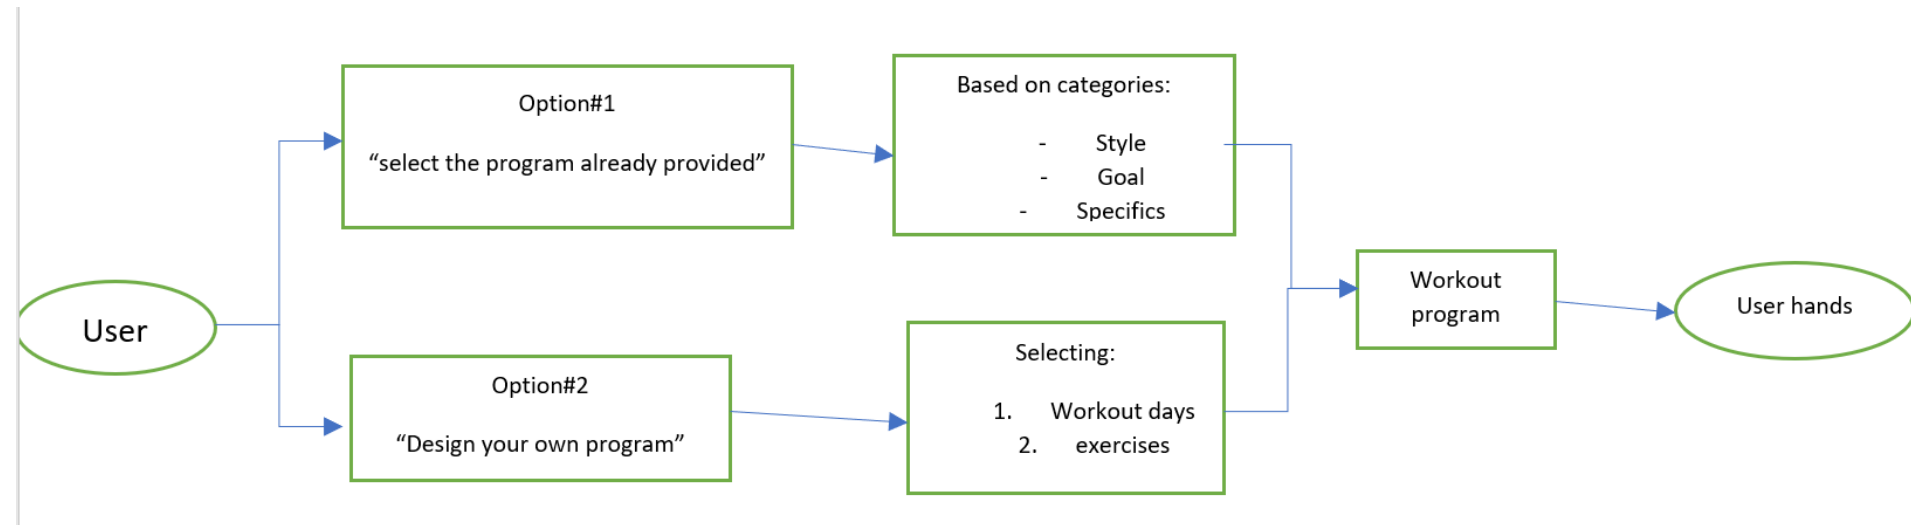 User
Option#1
“select the program already provided”
Based on categories:
- Style
- Goal
- Specifics
Option#2
“Design your own program”
Selecting:
1. Workout days
2. exercises
Workout
program
User hands